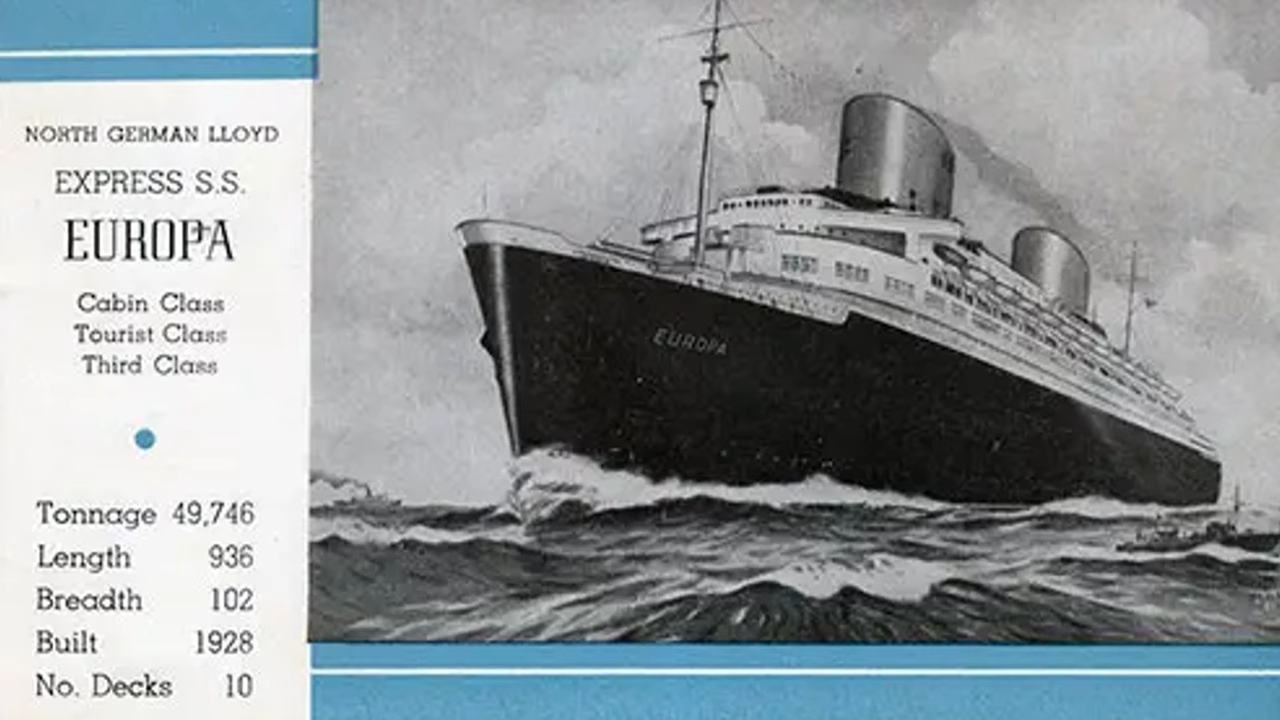 NORTH GERMAN LLOYD
EXPRESS S.S.
EUROPA
Cabin Class
Tourist Class
Third Class
Tonnage 49,746
Length 936
Breadth 102
Built 1928
No. Decks 10
EUROPA